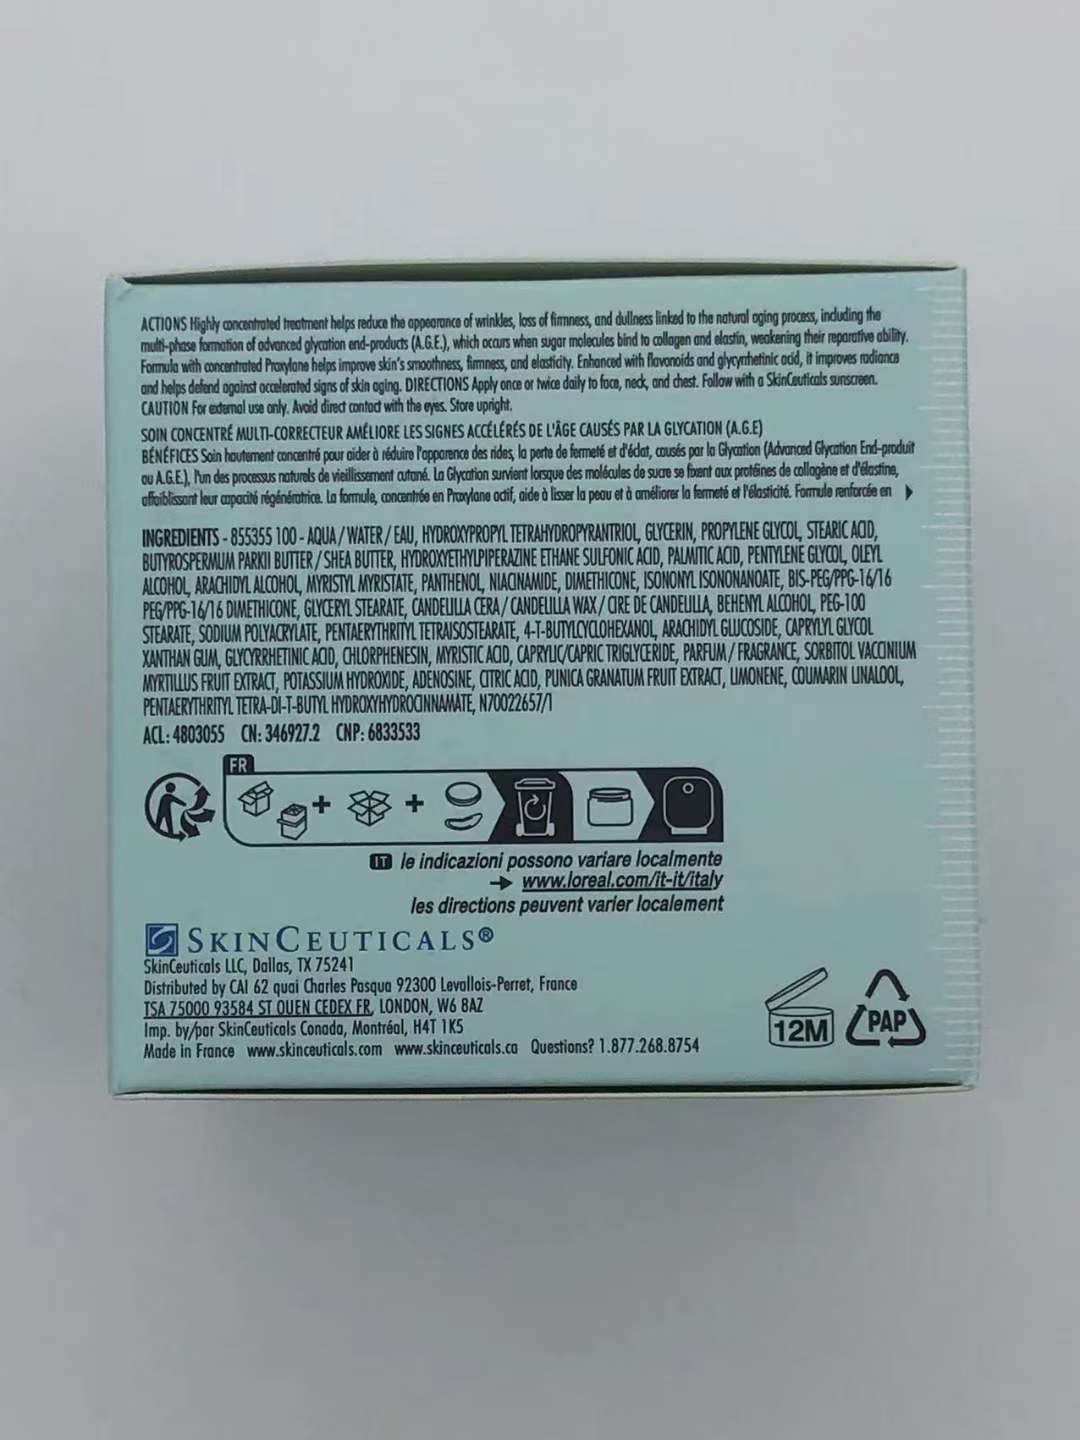 ACTIONS Highly concentrated treatment helps reduce the appearance of wrinkles, loss of firmness, and dullness linked to the natural aging process, including the
multi-phase formation of advanced glycation end-products (A.G.E.), which occurs when sugar molecules bind to collagen and elastin, weakening their reparative ability.
Formula with concentrated Proxylane helps improve skin's smoothness, firmness, and elasticity. Enhanced with flavonoids and glycyrrhetinic acid, it improves radiance
and helps defend against accelerated signs of skin aging. DIRECTIONS Apply once or twice daily to face, neck, and chest. Follow with a SkinCeuticals sunscreen.
CAUTION For external use only. Avoid direct contact with the eyes. Store upright.
SOIN CONCENTRÉ MULTI-CORRECTEUR AMÉLIORE LES SIGNES ACCÉLÉRÉS DE L'ÂGE CAUSÉS PAR LA GLYCATION (A.G.E)
BÉNÉFICES Soin hautement concentré pour aider à réduire l'apparence des rides, la perte de fermeté et d'éclat, causés par la Glycation (Advanced Glycation End-produit
ou A.G.E.), l'un des processus naturels de vieillissement cutané. La Glycation survient lorsque des molécules de sucre se fixent aux protéines de collagène et d'élastine,
affaiblissant leur capacité régénératrice. La formule, concentrée en Proxylane actif, aide à lisser la peau et à améliorer la fermeté et l'élasticité. Formule renforcée en
INGREDIENTS - 855355 100 - AQUA / WATER / EAU, HYDROXYPROPYL TETRAHYDROPYRANTRIOL, GLYCERIN, PROPYLENE GLYCOL, STEARIC ACID,
BUTYROSPERMUM PARKII BUTTER / SHEA BUTTER, HYDROXYETHYLPIPERAZINE ETHANE SULFONIC ACID, PALMITIC ACID, PENTYLENE GLYCOL, OLEYL
ALCOHOL, ARACHIDYL ALCOHOL, MYRISTYL MYRISTATE, PANTHENOL, NIACINAMIDE, DIMETHICONE, ISONONYL ISONONANOATE, BIS-PEG/PPG-16/16
PEG/PPG-16/16 DIMETHICONE, GLYCERYL STEARATE, CANDELILLA CERA / CANDELILLA WAX / CIRE DE CANDELILLA, BEHENYL ALCOHOL, PEG-100
STEARATE, SODIUM POLYACRYLATE, PENTAERYTHRITYL TETRAISOSTEARATE, 4-T-BUTYLCYCLOHEXANOL, ARACHIDYL GLUCOSIDE, CAPRYLYL GLYCOL
XANTHAN GUM, GLYCYRRHETINIC ACID, CHLORPHENESIN, MYRISTIC ACID, CAPRYLIC/CAPRIC TRIGLYCERIDE, PARFUM / FRAGRANCE, SORBITOL VACCINIUM
MYRTILLUS FRUIT EXTRACT, POTASSIUM HYDROXIDE, ADENOSINE, CITRIC ACID, PUNICA GRANATUM FRUIT EXTRACT, LIMONENE, COUMARIN LINALOOL,
PENTAERYTHRITYL TETRA-DI-T-BUTYL HYDROXYHYDROCINNAMATE, N70022657/1
ACL: 4803055 CN: 346927.2 CNP: 6833533
FR
IT le indicazioni possono variare localmente
www.loreal.com/it-it/italy
les directions peuvent varier localement
SKINCEUTICALS®
SkinCeuticals LLC, Dallas, TX 75241
Distributed by CAI 62 quai Charles Pasqua 92300 Levallois-Perret, France
TSA 75000 93584 ST OUEN CEDEX FR, LONDON, W6 8AZ
Imp. by/par SkinCeuticals Canada, Montréal, H4T 1K5
Made in France www.skinceuticals.com www.skinceuticals.ca Questions? 1.877.268.8754
12M
PAP